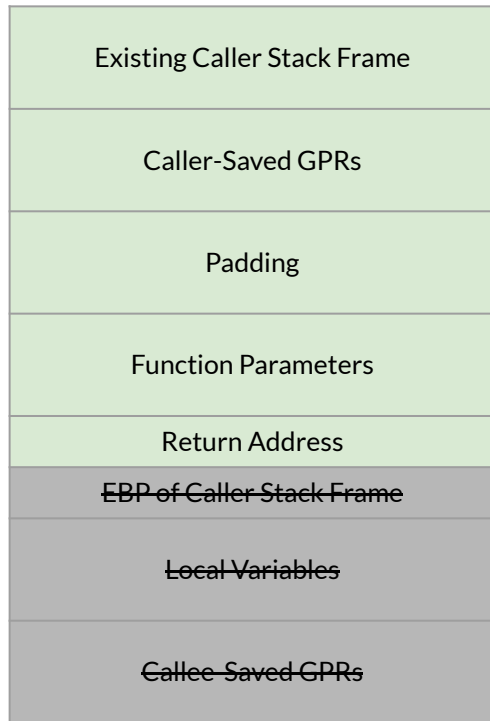 Existing Caller Stack Frame
Caller-Saved GPRs
Padding
Function Parameters
Return Address
EBP of Caller Stack Frame
Local Variables
Callee-Saved GPRs